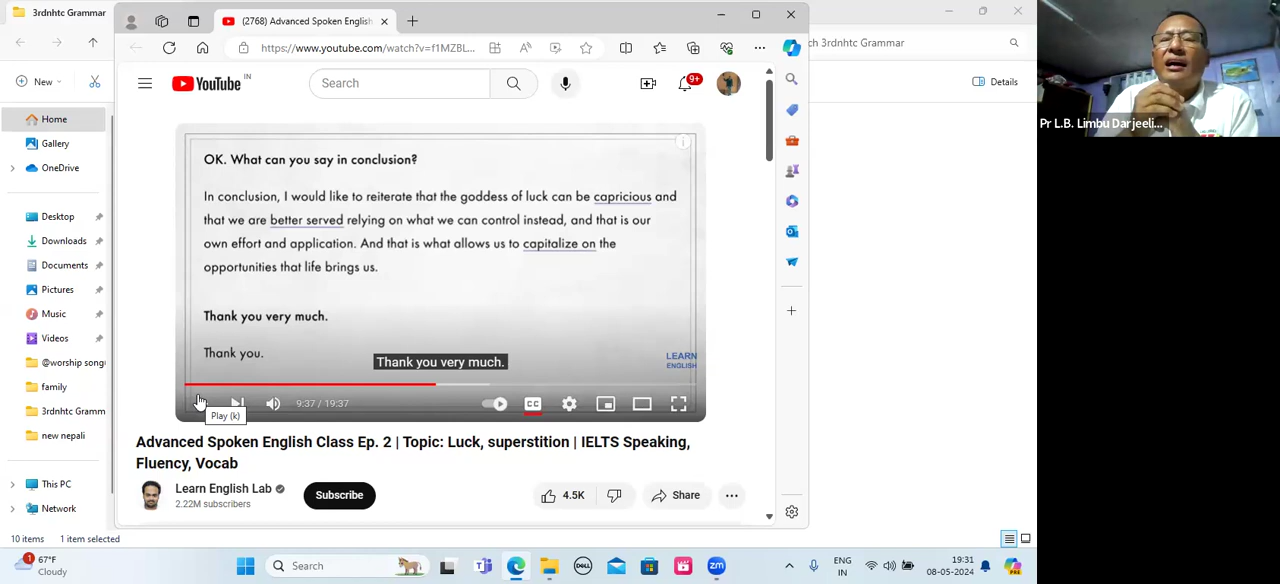 3rdnhtc Grammar
(2768) Advanced Spoken English
https://www.youtube.com/watch?v=f1MZBL...
ch 3rdnhtc Grammar
New
Details
YouTube IN
Search
9+
Home
Gallery
OneDrive
Desktop
Downloads
Documents
Pictures
Music
Videos
@worship song
family
3rdnhtc Gramm
new nepali
This PC
Network
OK. What can you say in conclusion?
In conclusion, I would like to reiterate that the goddess of luck can be capricious and
that we are better served relying on what we can control instead, and that is our
own effort and application. And that is what allows us to capitalize on the
opportunities that life brings us.
Thank you very much.
Thank you.
Thank you very much.
LEARN
ENGLISH
9:37 / 19:37
CC
Play (k)
Advanced Spoken English Class Ep. 2 | Topic: Luck, superstition | IELTS Speaking,
Fluency, Vocab
Learn English Lab
2.22M subscribers
Subscribe
4.5K
Share
Pr L.B. Limbu Darjeeli...
10 items
1 item selected
1
67°F
Cloudy
Search
DELL
zm
ENG
IN
19:31
08-05-2024
PRE